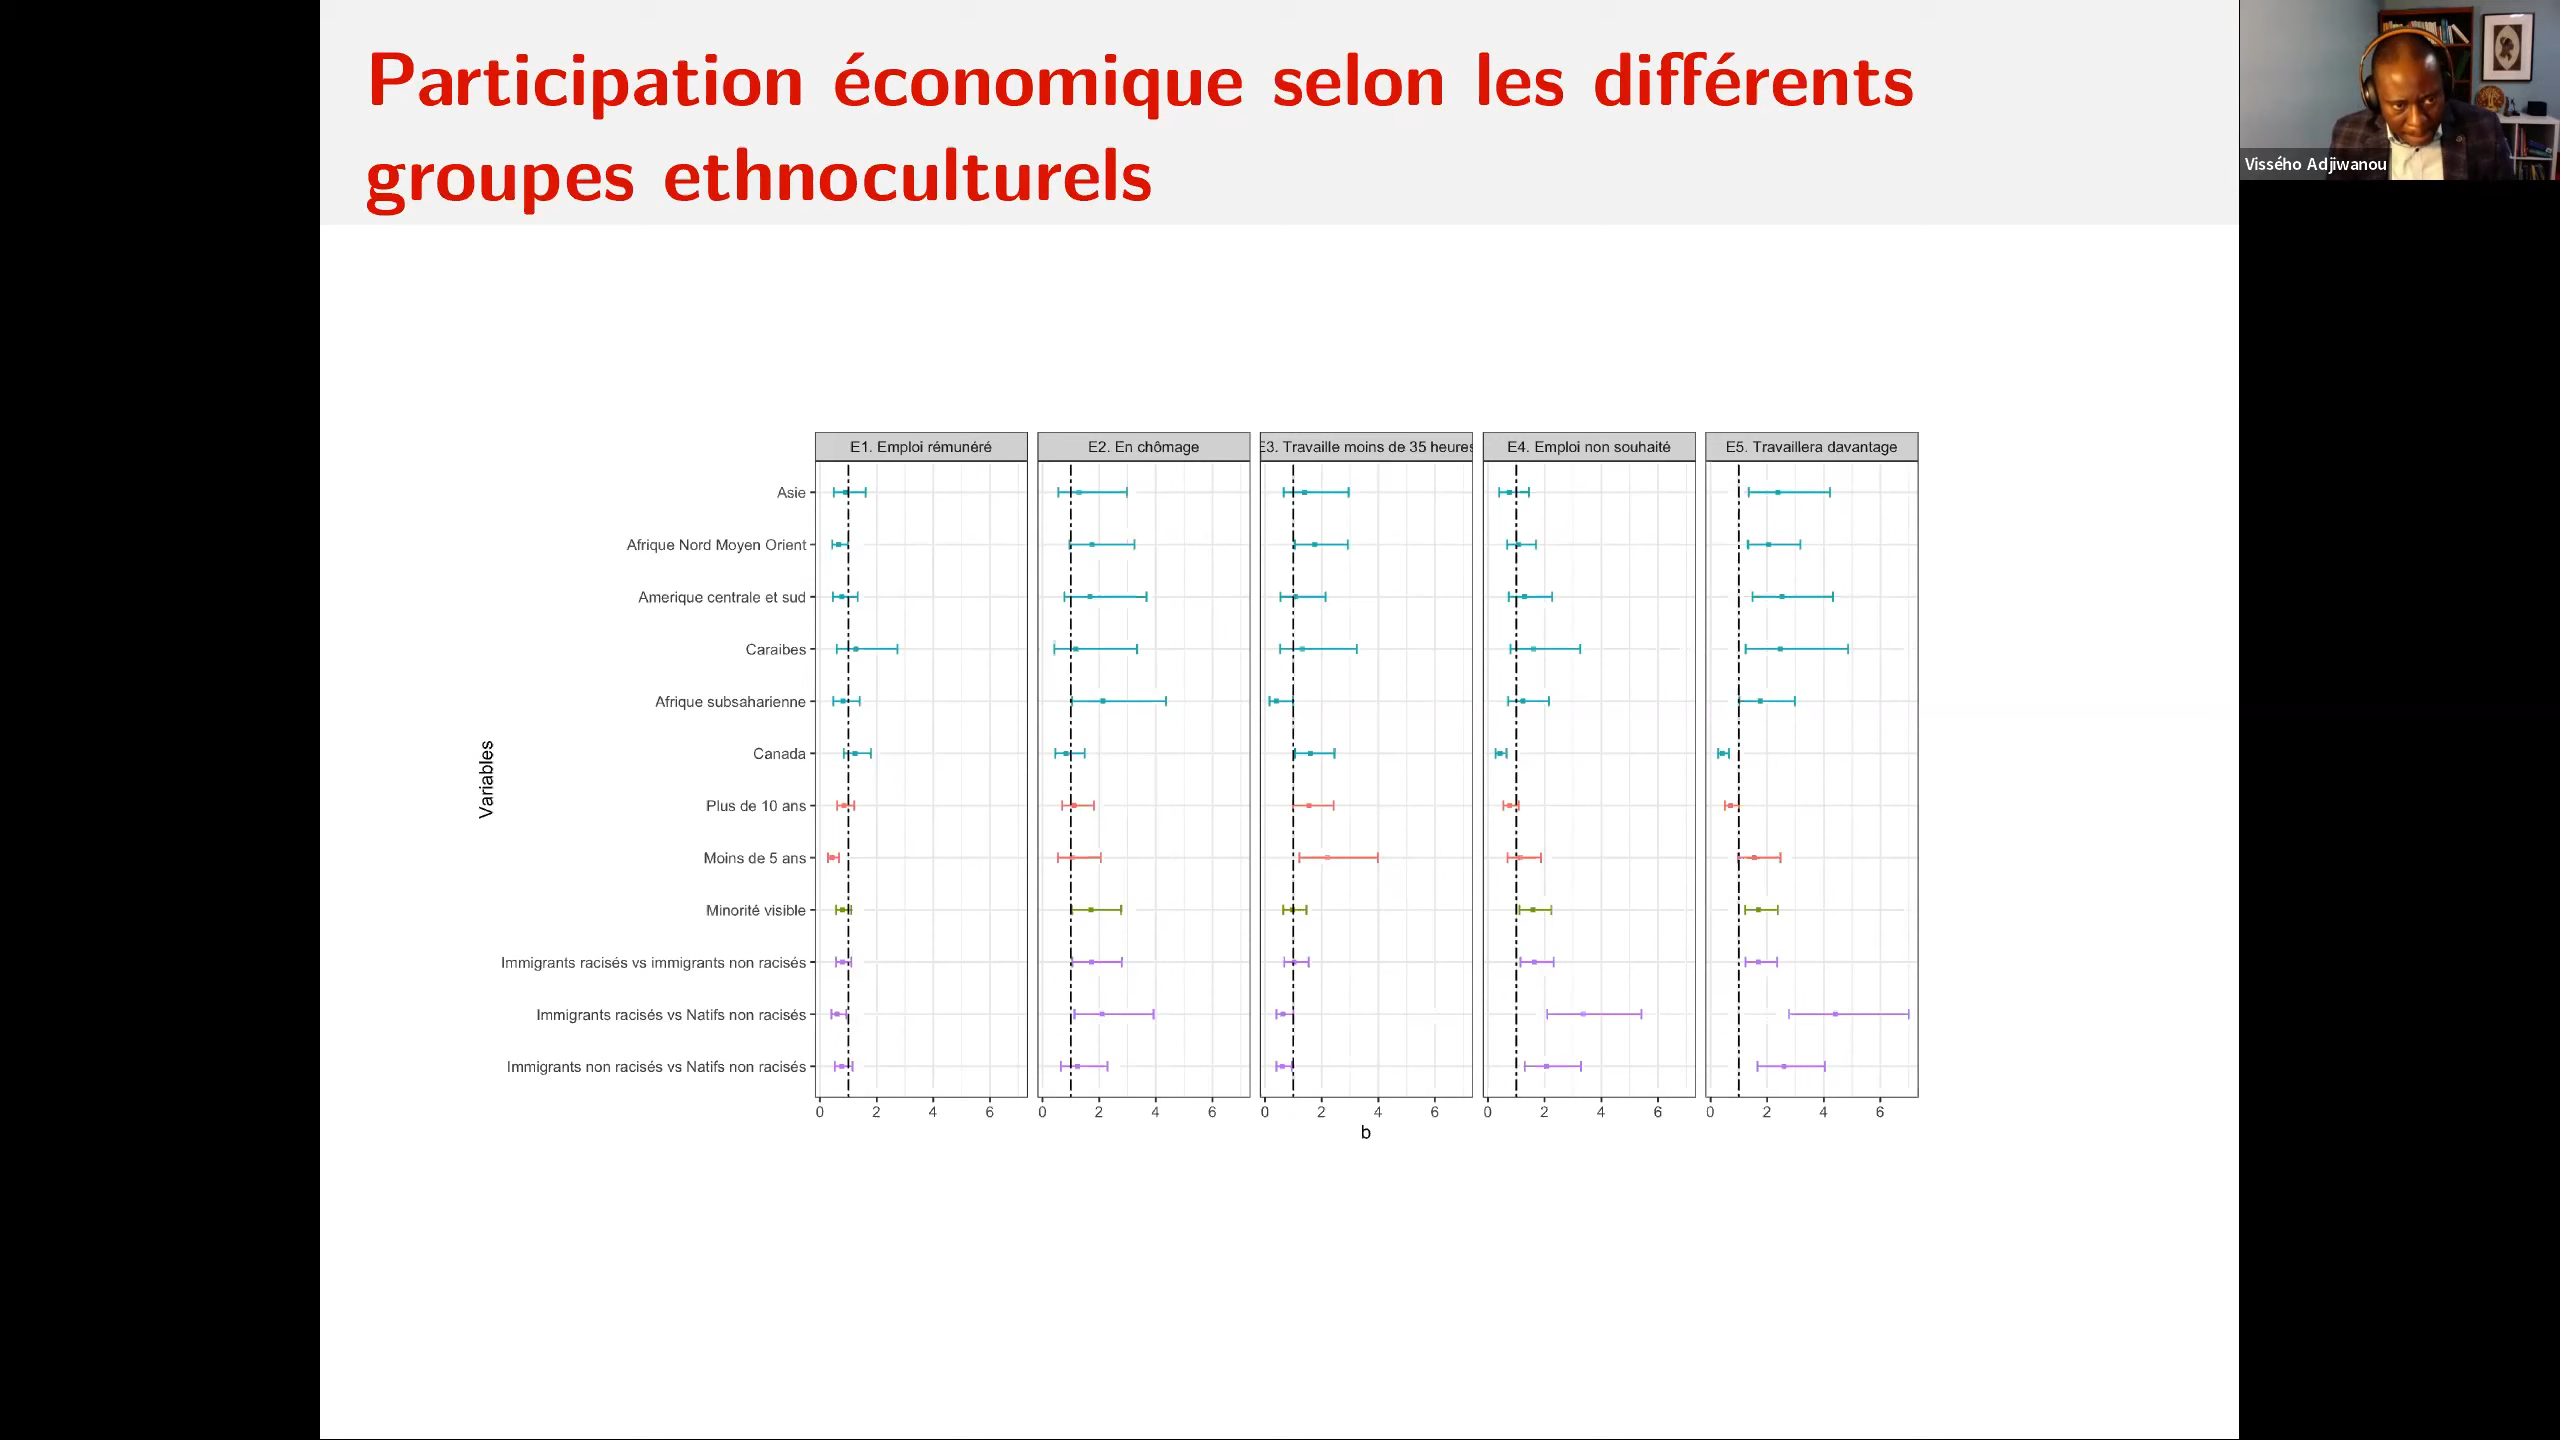 Participation économique selon les différents
groupes ethnoculturels
Visségho Adjiwanou
E1. Emploi rémunéré
E2. En chômage
E3. Travaille moins de 35 heures
E4. Emploi non souhaité
E5. Travaillera davantage
Variables
Asie
Afrique Nord Moyen Orient
Amerique centrale et sud
Caraibes
Afrique subsaharienne
Canada
Plus de 10 ans
Moins de 5 ans
Minorité visible
Immigrants racisés vs immigrants non racisés
Immigrants racisés vs Natifs non racisés
Immigrants non racisés vs Natifs non racisés
0 2 4 6
0 2 4 6
0 2 4 6
0 2 4 6
0 2 4 6
b